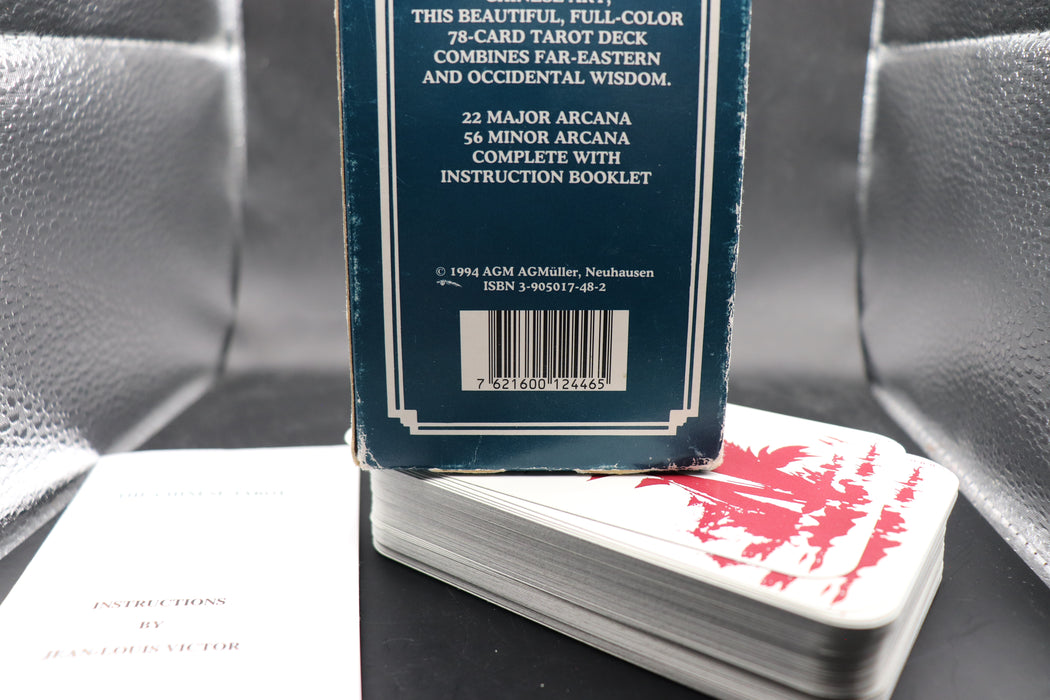 CHINESE ART,
THIS BEAUTIFUL, FULL-COLOR
78-CARD TAROT DECK
COMBINES FAR-EASTERN
AND OCCIDENTAL WISDOM.
22 MAJOR ARCANA
56 MINOR ARCANA
COMPLETE WITH
INSTRUCTION BOOKLET
© 1994 AGM AGMüller, Neuhausen
ISBN 3-905017-48-2
7 621600 124465
THE CHINESE TAROT
INSTRUCTIONS
BY
JEAN-LOUIS VICTOR